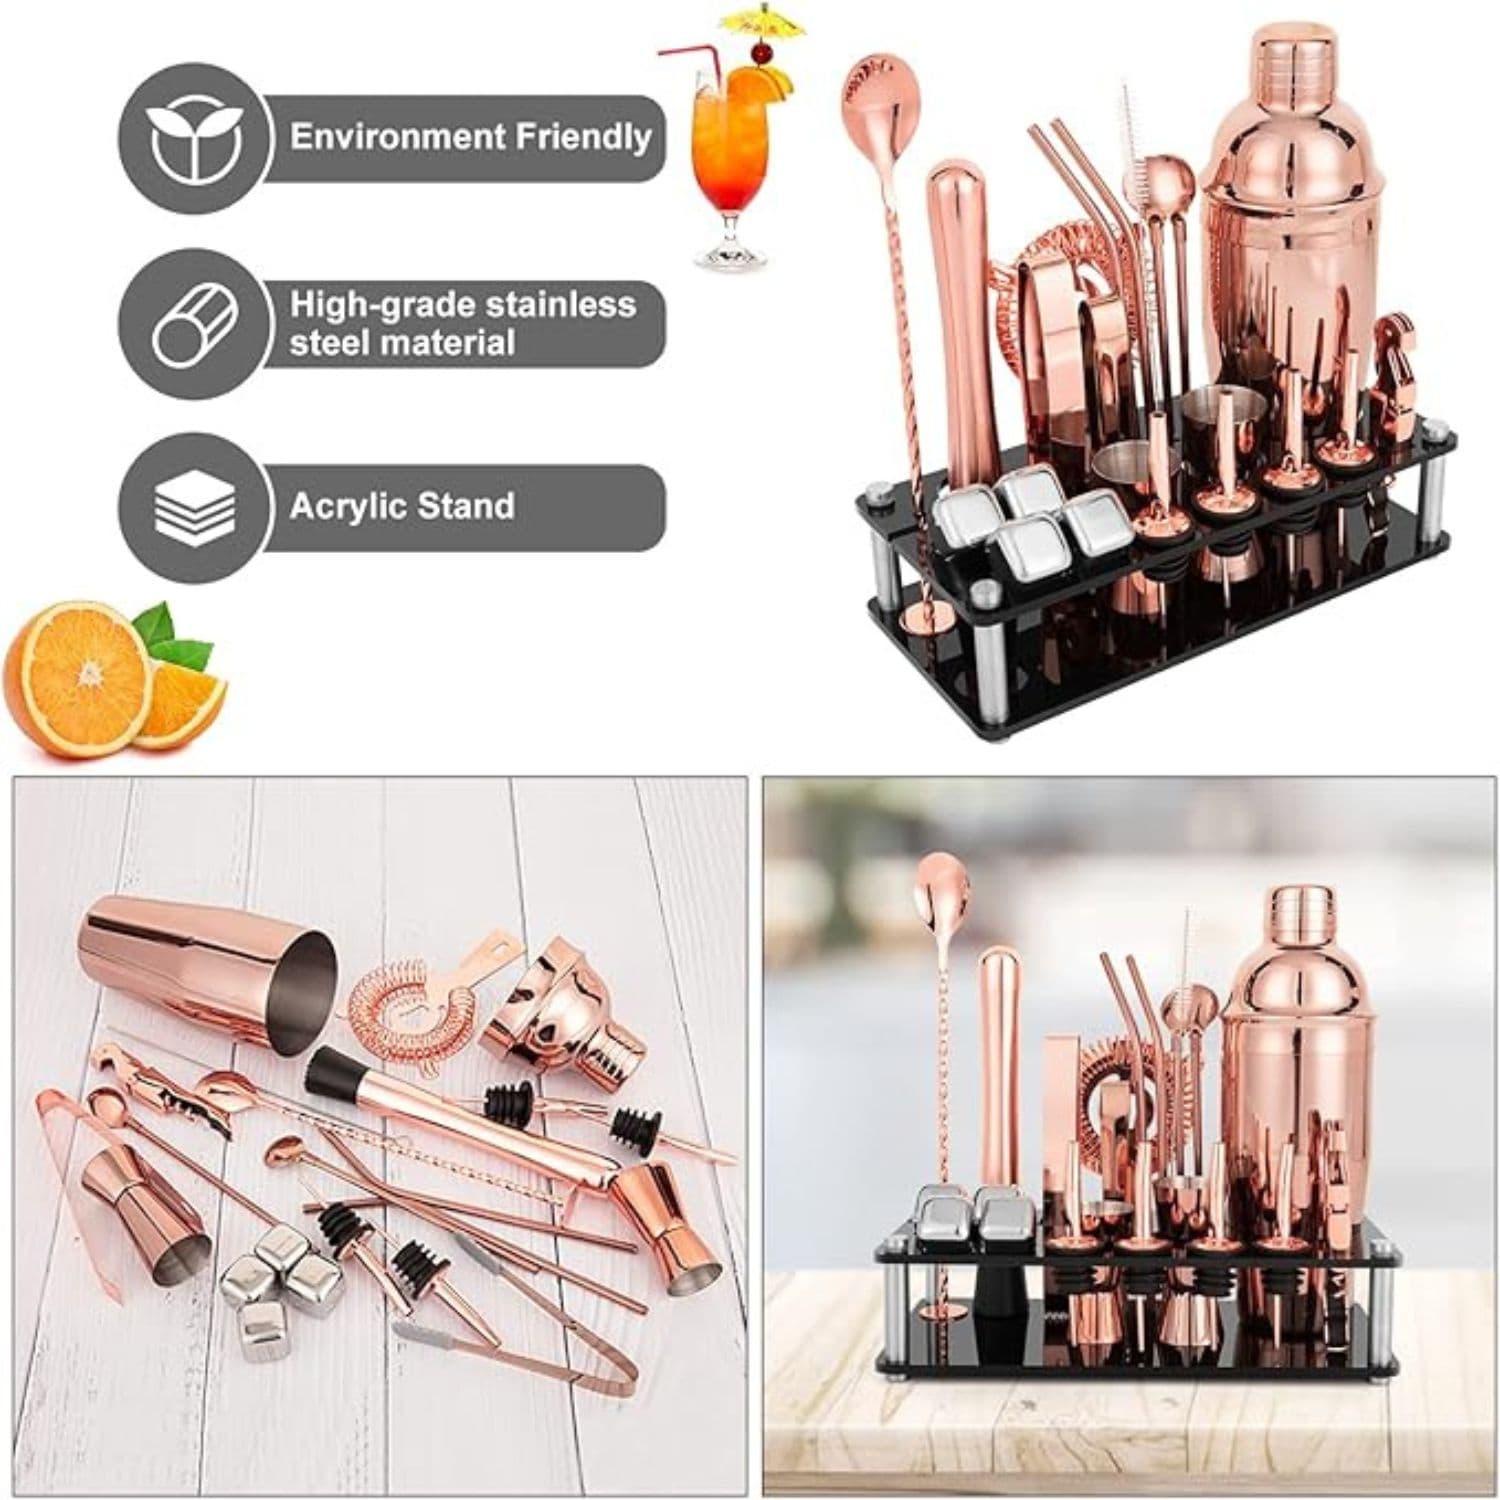 Environment Friendly
High-grade stainless
steel material
Acrylic Stand